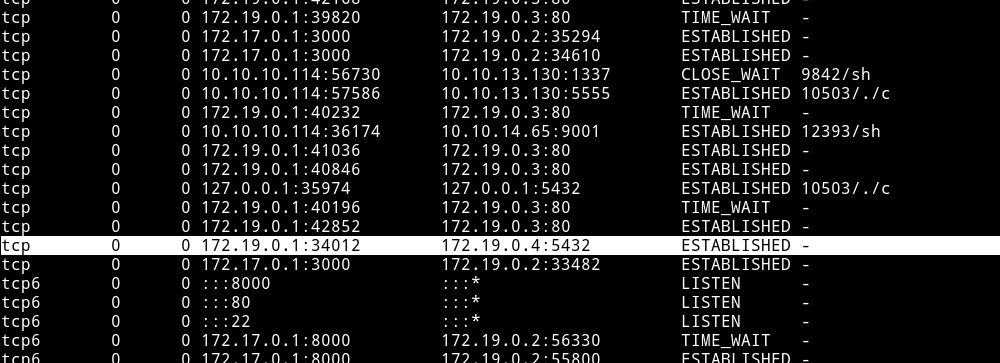 tcp 0 0 172.19.0.1:42168 172.19.0.3:80 ESTABLISHED -
tcp 0 0 172.19.0.1:39820 172.19.0.3:80 TIME_WAIT -
tcp 0 0 172.17.0.1:3000 172.19.0.2:35294 ESTABLISHED -
tcp 0 0 172.17.0.1:3000 172.19.0.2:34610 ESTABLISHED -
tcp 0 0 10.10.10.114:56730 10.10.13.130:1337 CLOSE_WAIT 9842/sh
tcp 0 0 10.10.10.114:57586 10.10.13.130:5555 ESTABLISHED 10503/./c
tcp 0 0 172.19.0.1:40232 172.19.0.3:80 TIME_WAIT -
tcp 0 0 10.10.10.114:36174 10.10.14.65:9001 ESTABLISHED 12393/sh
tcp 0 0 172.19.0.1:41036 172.19.0.3:80 ESTABLISHED -
tcp 0 0 172.19.0.1:40846 172.19.0.3:80 ESTABLISHED -
tcp 0 0 127.0.0.1:35974 127.0.0.1:5432 ESTABLISHED 10503/./c
tcp 0 0 172.19.0.1:40196 172.19.0.3:80 TIME_WAIT -
tcp 0 0 172.19.0.1:42852 172.19.0.3:80 ESTABLISHED -
tcp 0 0 172.19.0.1:34012 172.19.0.4:5432 ESTABLISHED -
tcp 0 0 172.17.0.1:3000 172.19.0.2:33482 ESTABLISHED -
tcp6 0 0 :::8000 :::* LISTEN -
tcp6 0 0 :::80 :::* LISTEN -
tcp6 0 0 :::22 :::* LISTEN -
tcp6 0 0 172.17.0.1:8000 172.19.0.2:56330 TIME_WAIT -
tcp6 0 0 172.17.0.1:8000 172.19.0.2:55800 ESTABLISHED -